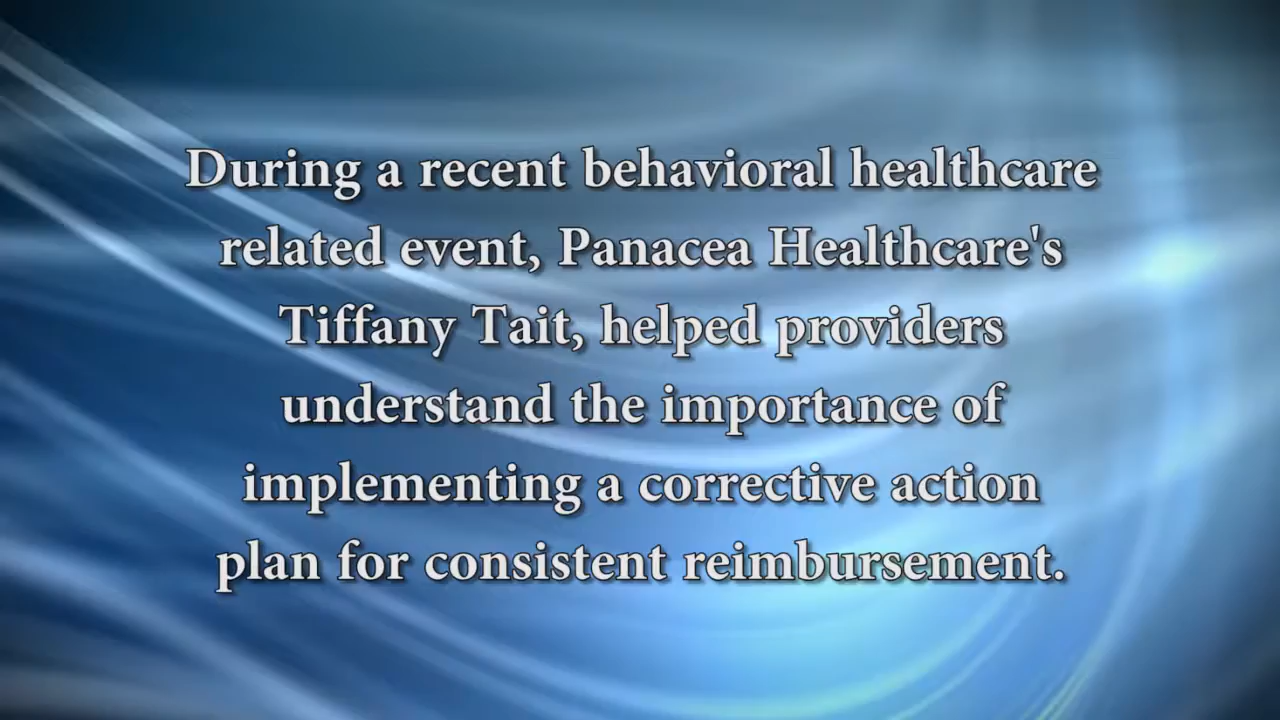 During a recent behavioral healthcare
related event, Panacea Healthcare's
Tiffany Tait, helped providers
understand the importance of
implementing a corrective action
plan for consistent reimbursement.